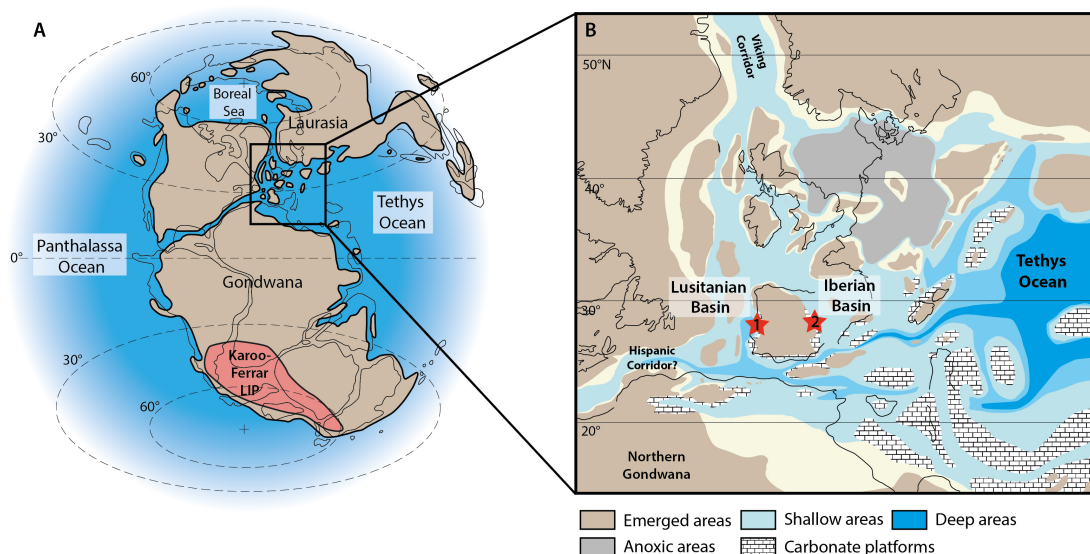 A
60°
Boreal
Sea
Laurasia
30°
Tethys
Ocean
Panthalassa
Ocean
0°
Gondwana
30°
Karoo-
Ferrar
LIP
60°
B
Viking
Corridor
50°N
40°
Tethys
Ocean
Lusitanian
Basin
Iberian
Basin
30°
1
2
Hispanic
Corridor?
20°
Northern
Gondwana
Emerged areas
Shallow areas
Deep areas
Anoxic areas
Carbonate platforms